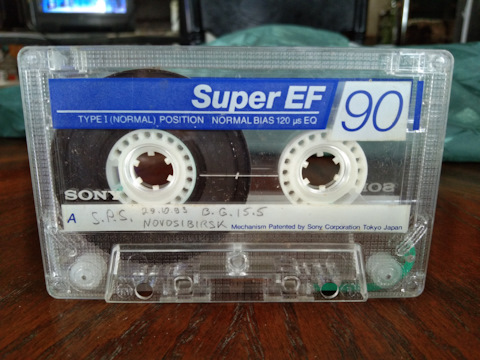 Super EF
90
TYPE I (NORMAL) POSITION NORMAL BIAS 120 µs EQ
SONY
A S.P.S. 29.10.93 B.G. 15.5
NOVOSIBIRSK Mechanism Patented by Sony Corporation Tokyo Japan